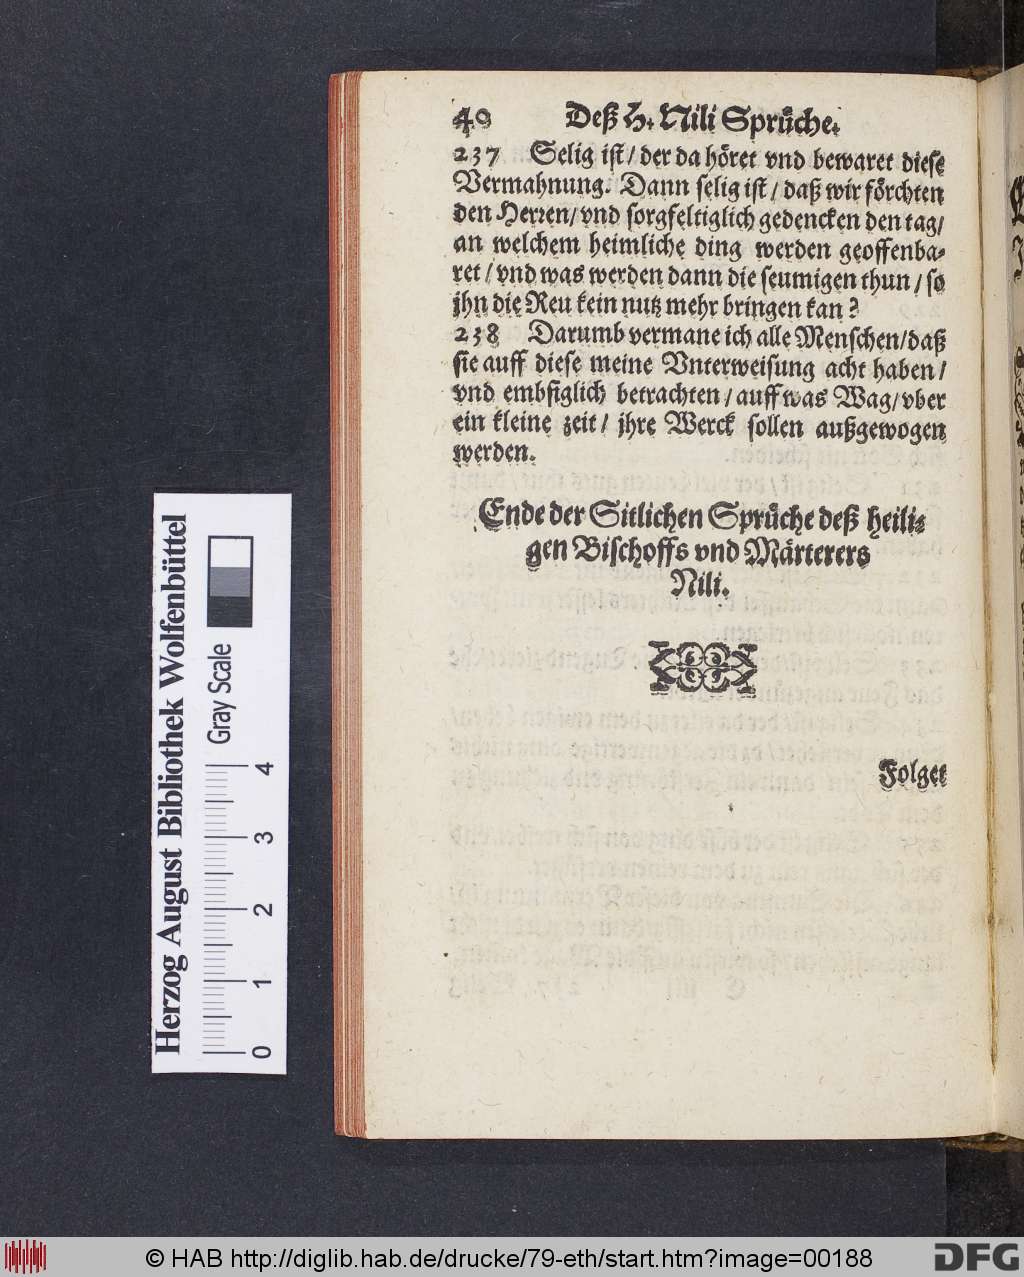 40 Deß H. Nili Sprüche.
237 Selig ist / der da höret vnd bewaret diese
Vermahnung. Dann selig ist / daß wir förchten
den Herren / vnd sorgfeltiglich gedencken den tag /
an welchem heimliche ding werden geoffenba-
ret / vnd was werden dann die seumigen thun / so
jhn die Reu kein nutz mehr bringen kan?
238 Darumb vermane ich alle Menschen / daß
sie auff diese meine Vnterweisung acht haben /
vnd embsiglich betrachten / auff was Wag / vber
ein kleine zeit / jhre Werck sollen außgewogen
werden.
Ende der Sitlichen Sprüche deß heili-
gen Bischoffs vnd Märterers
Nili.
Folget
Herzog August Bibliothek Wolfenbüttel
Gray Scale
0 1 2 3 4
© HAB http://diglib.hab.de/drucke/79-eth/start.htm?image=00188
DFG